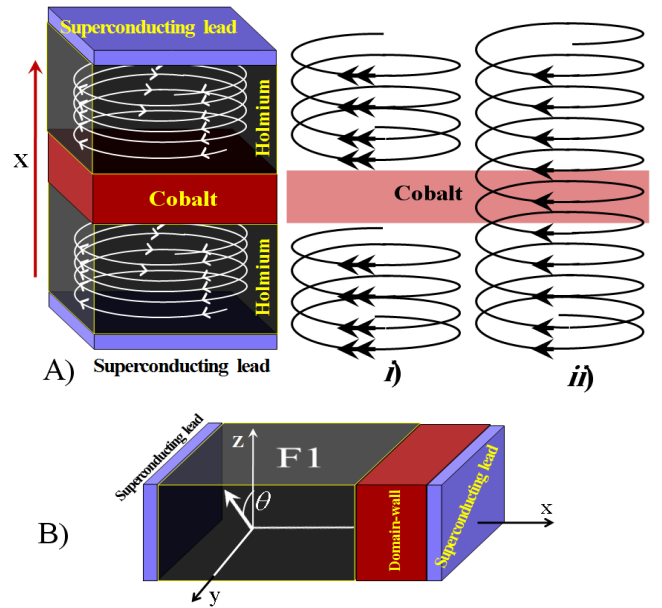 Superconducting lead
X
Holmium
Cobalt
Holmium
A)
Superconducting lead
Cobalt
i)
ii)
B)
Superconducting lead
z
F1
θ
y
Domain-wall
Superconducting lead
x